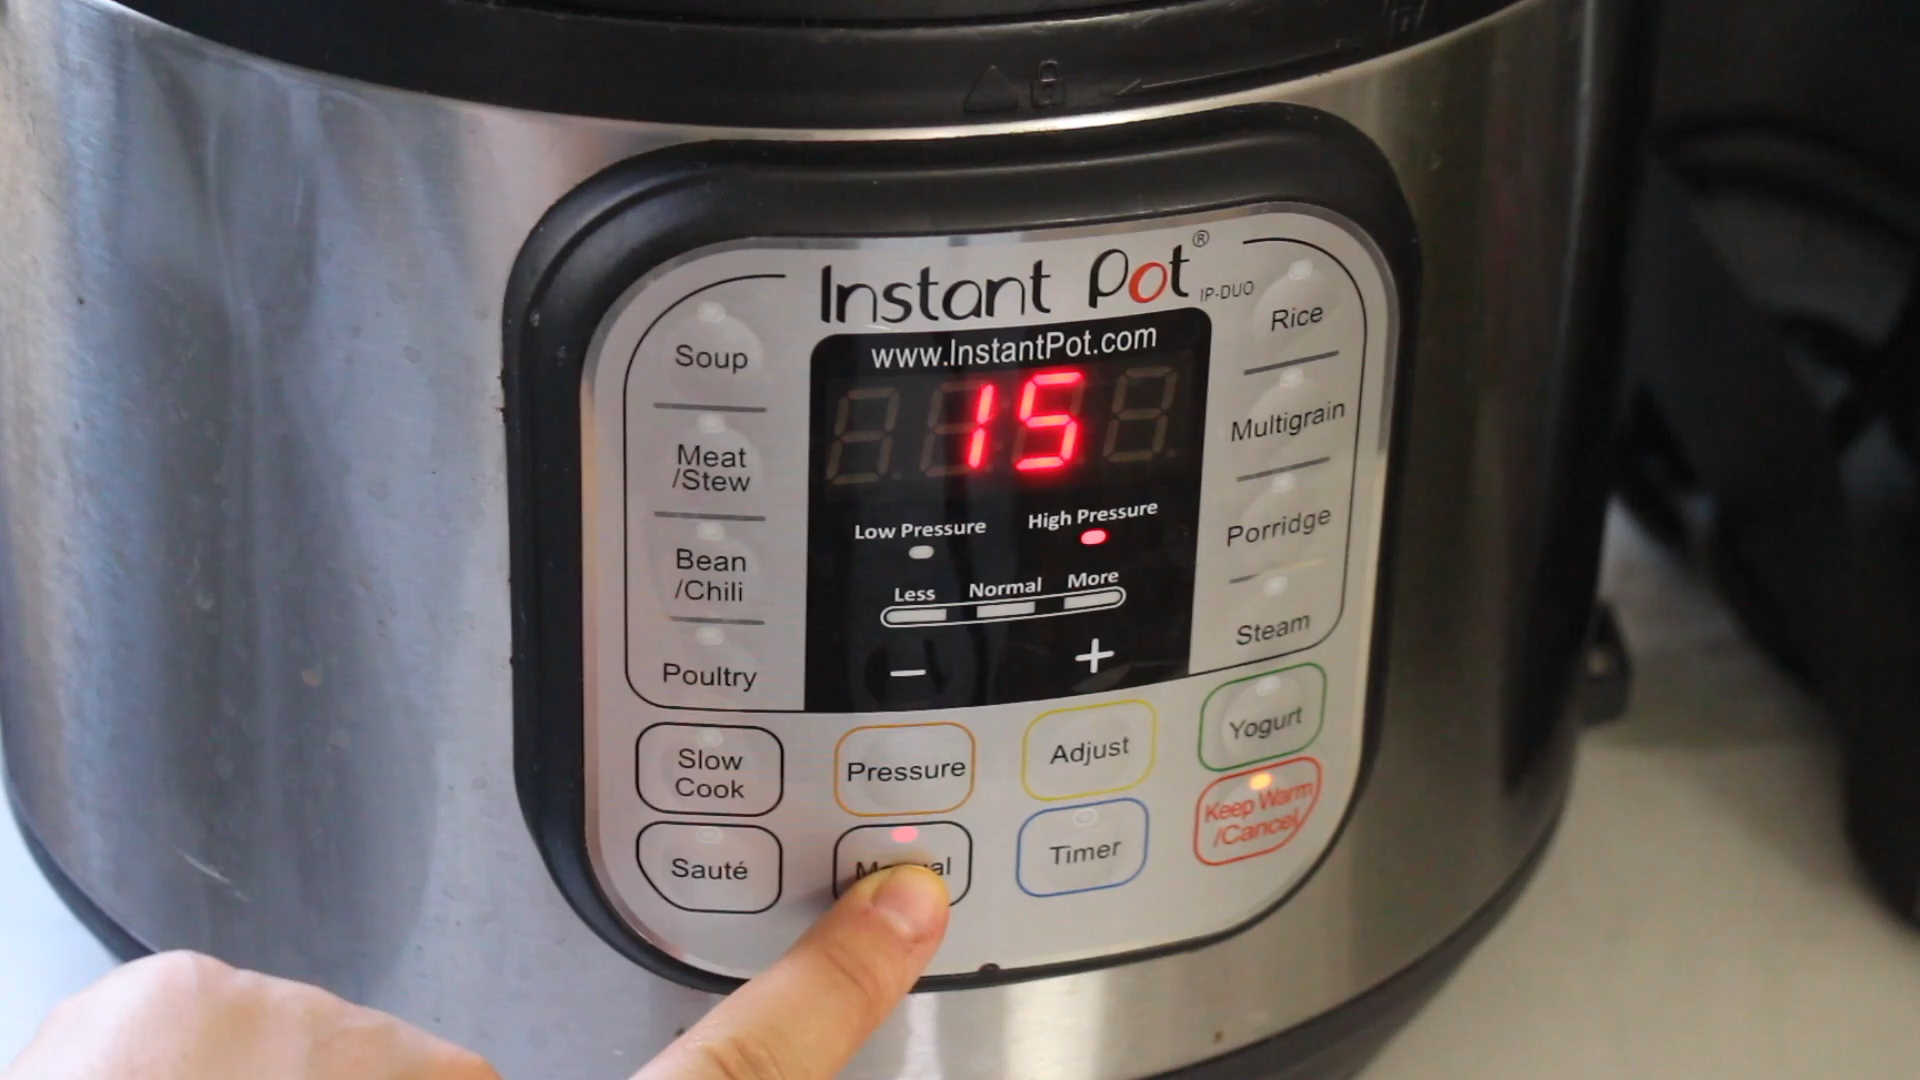 Instant Pot® IP-DUO
www.InstantPot.com
15
Low Pressure
High Pressure
Less
Normal
More
−
+
Soup
Meat
/Stew
Bean
/Chili
Poultry
Rice
Multigrain
Porridge
Steam
Slow
Cook
Pressure
Adjust
Yogurt
Sauté
Timer
Keep Warm
/Cancel